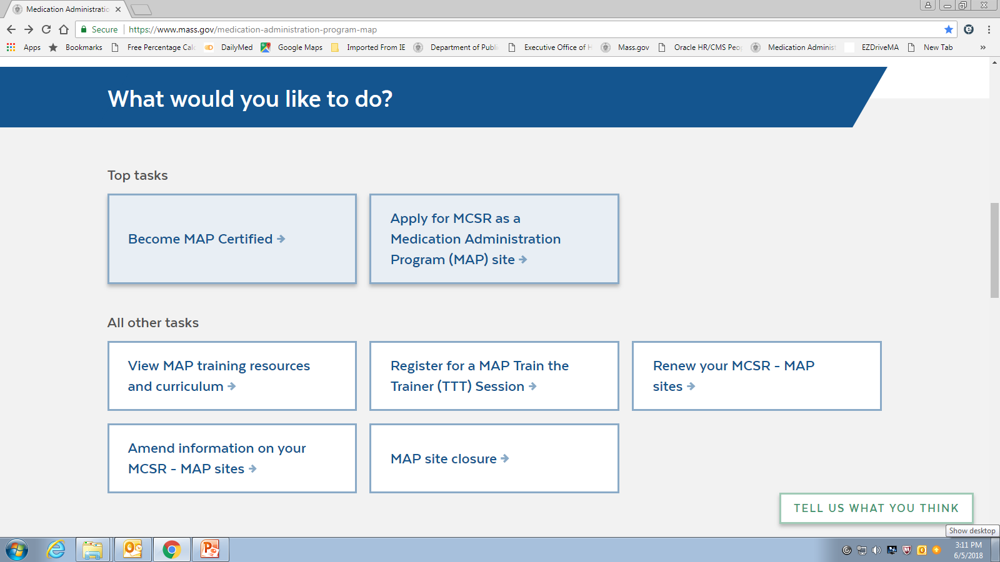 Medication Administratio
Secure https://www.mass.gov/medication-administration-program-map
Apps Bookmarks Free Percentage Calc DailyMed Google Maps Imported From IE Department of Publi Executive Office of H Mass.gov Oracle HR/CMS Peo Medication Administ EZDriveMA New Tab »
What would you like to do?
Top tasks
Become MAP Certified
Apply for MCSR as a
Medication Administration
Program (MAP) site
All other tasks
View MAP training resources
and curriculum
Register for a MAP Train the
Trainer (TTT) Session
Renew your MCSR - MAP
sites
Amend information on your
MCSR - MAP sites
MAP site closure
TELL US WHAT YOU THINK
Show desktop
3:11 PM
6/5/2018